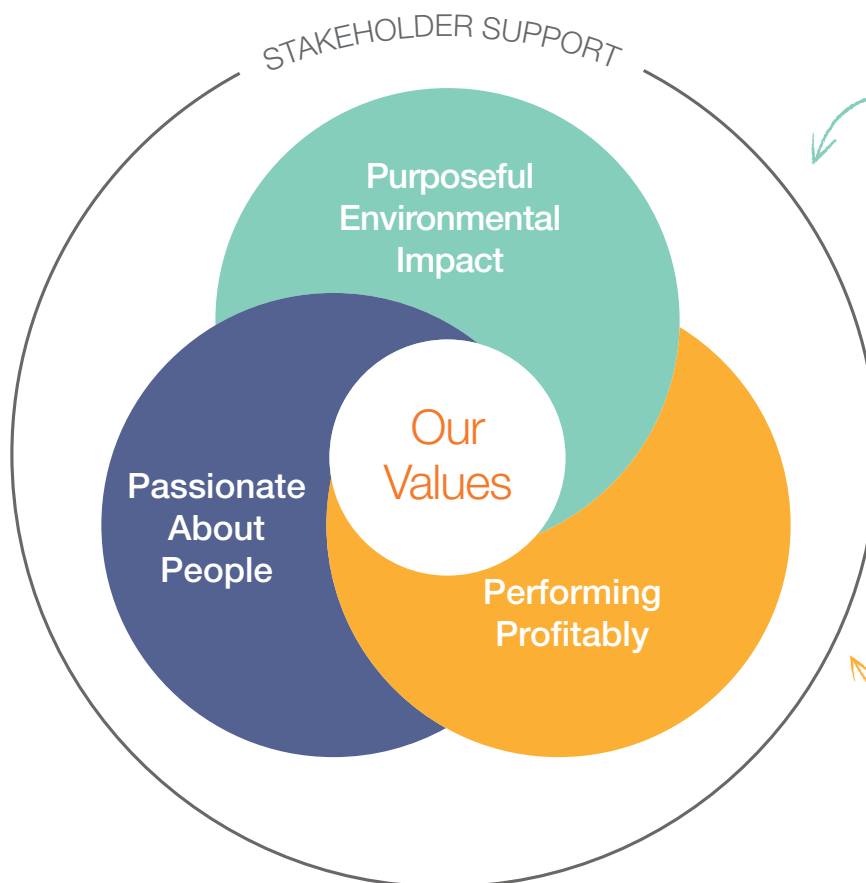 STAKEHOLDER SUPPORT
Purposeful
Environmental
Impact
Our
Values
Passionate
About
People
Performing
Profitably